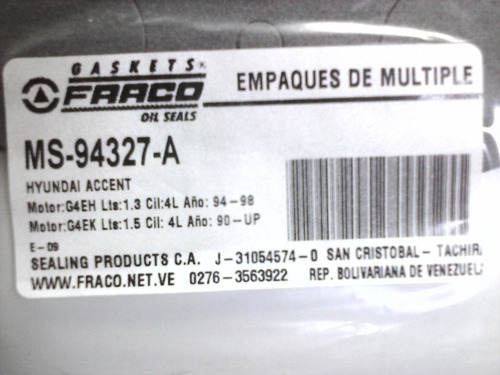 GASKETS
FRACO
OIL SEALS
EMPAQUES DE MULTIPLE
MS-94327-A
HYUNDAI ACCENT
Motor:G4EH Lts:1.3 Cil:4L Año: 94-98
Motor:G4EK Lts:1.5 Cil: 4L Año: 90-UP
E-09
SEALING PRODUCTS C.A. J-31054574-0 SAN CRISTOBAL- TACHIR
WWW.FRACO.NET.VE 0276-3563922 REP. BOLIVARIANA DE VENEZUEL